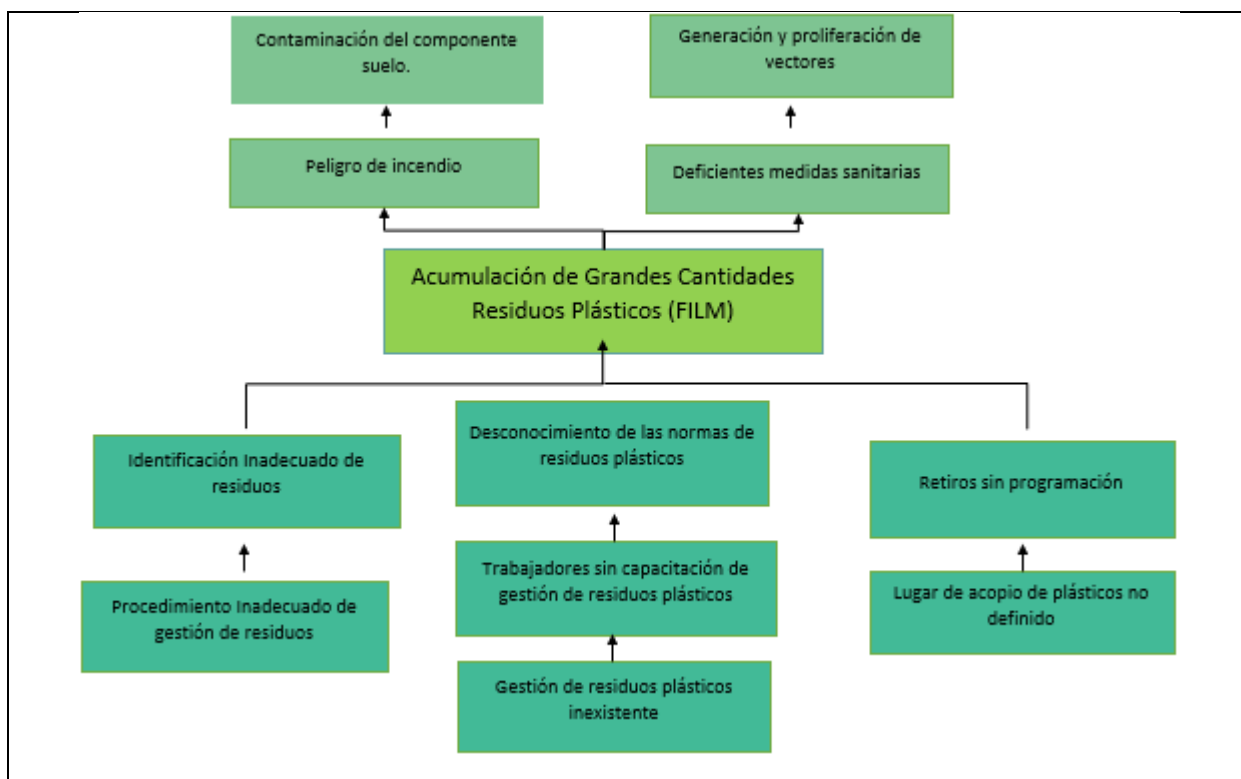 Contaminación del componente
suelo.
Generación y proliferación de
vectores
Peligro de incendio
Deficientes medidas sanitarias
Acumulación de Grandes Cantidades
Residuos Plásticos (FILM)
Identificación Inadecuado de
residuos
Desconocimiento de las normas de
residuos plásticos
Retiros sin programación
Procedimiento Inadecuado de
gestión de residuos
Trabajadores sin capacitación de
gestión de residuos plásticos
Lugar de acopio de plásticos no
definido
Gestión de residuos plásticos
inexistente